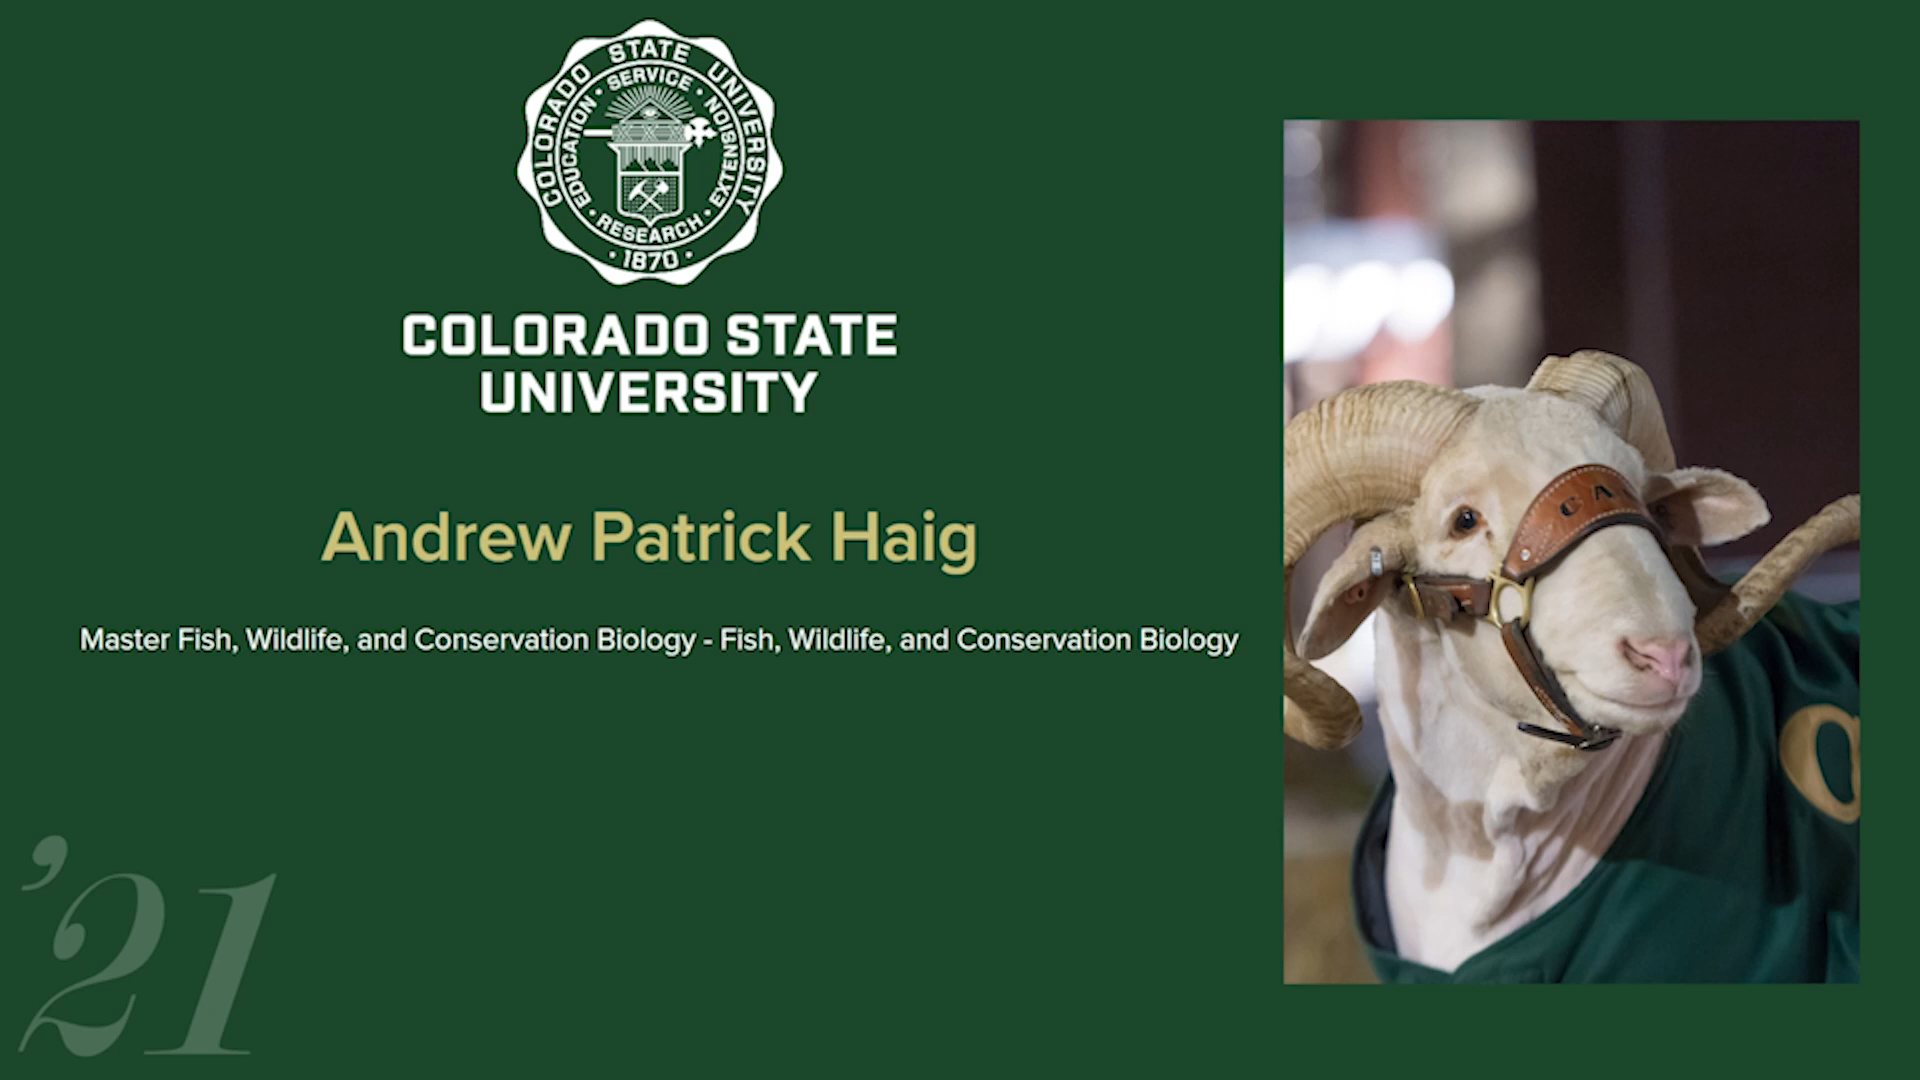 COLORADO STATE UNIVERSITY
EDUCATION • SERVICE • EXTENSION
• RESEARCH •
• 1870 •
COLORADO STATE
UNIVERSITY
Andrew Patrick Haig
Master Fish, Wildlife, and Conservation Biology - Fish, Wildlife, and Conservation Biology
CA
’21